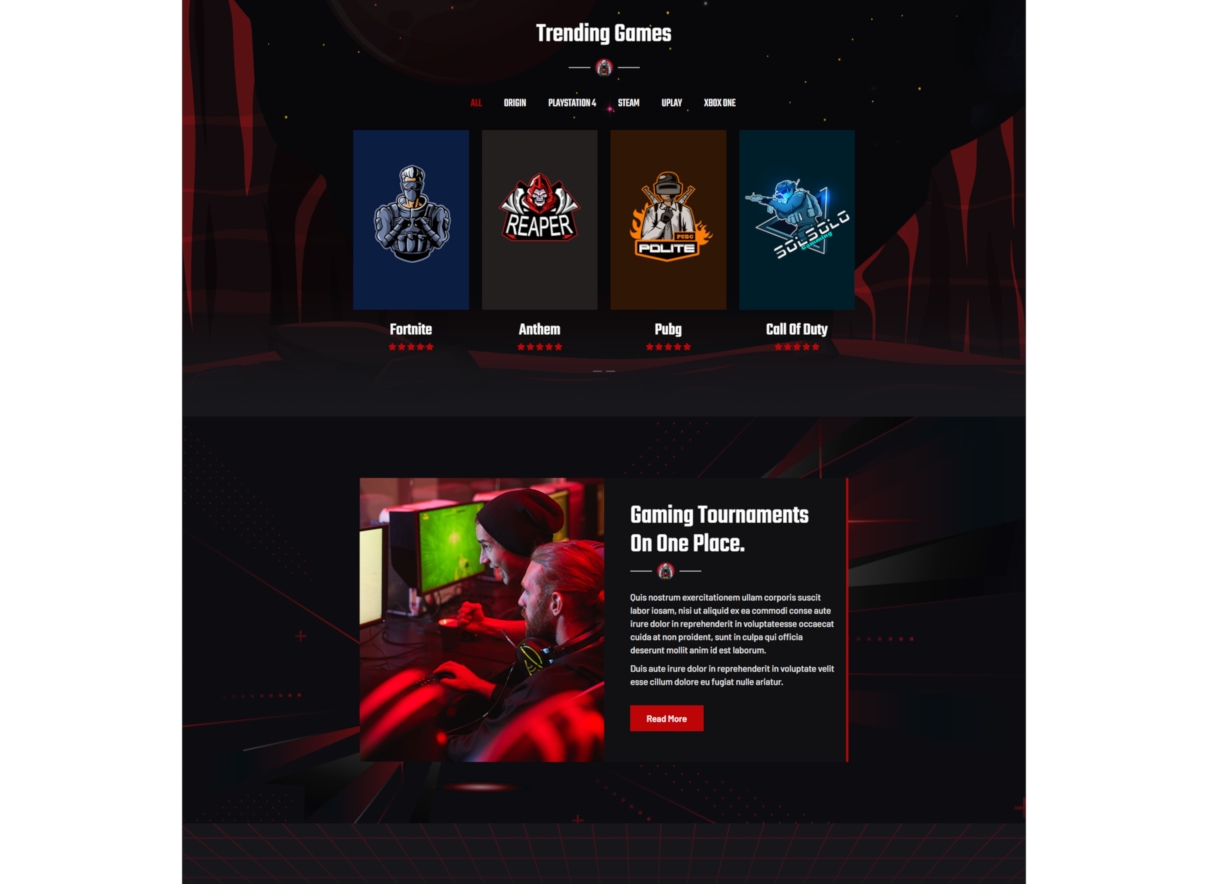 Trending Games
ALL ORIGIN PLAYSTATION 4 STEAM UPLAY XBOX ONE
REAPER
PUBG
POLITE
SOLSOLO
Fortnite Anthem Pubg Call Of Duty
Gaming Tournaments
On One Place.
Quis nostrum exercitationem ullam corporis suscit
labor iosam, nisi ut aliquid ex ea commodi conse aute
irure dolor in reprehenderit in voluptateesse occaecat
cuida at non proident, sunt in culpa qui officia
deserunt mollit anim id est laborum.
Duis aute irure dolor in reprehenderit in voluptate velit
esse cillum dolore eu fugiat nulle ariatur.
Read More